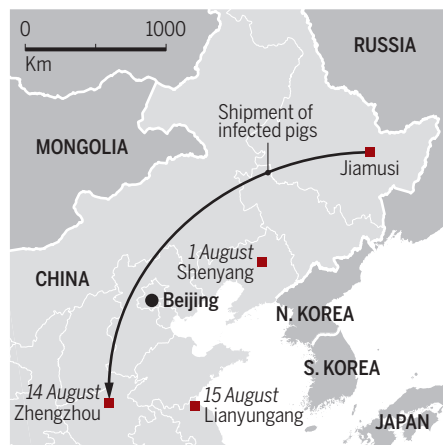 0 1000
Km
RUSSIA
Shipment of
infected pigs
MONGOLIA
Jiamusi
1 August
Shenyang
CHINA
Beijing
N. KOREA
S. KOREA
14 August
Zhengzhou
15 August
Lianyungang
JAPAN